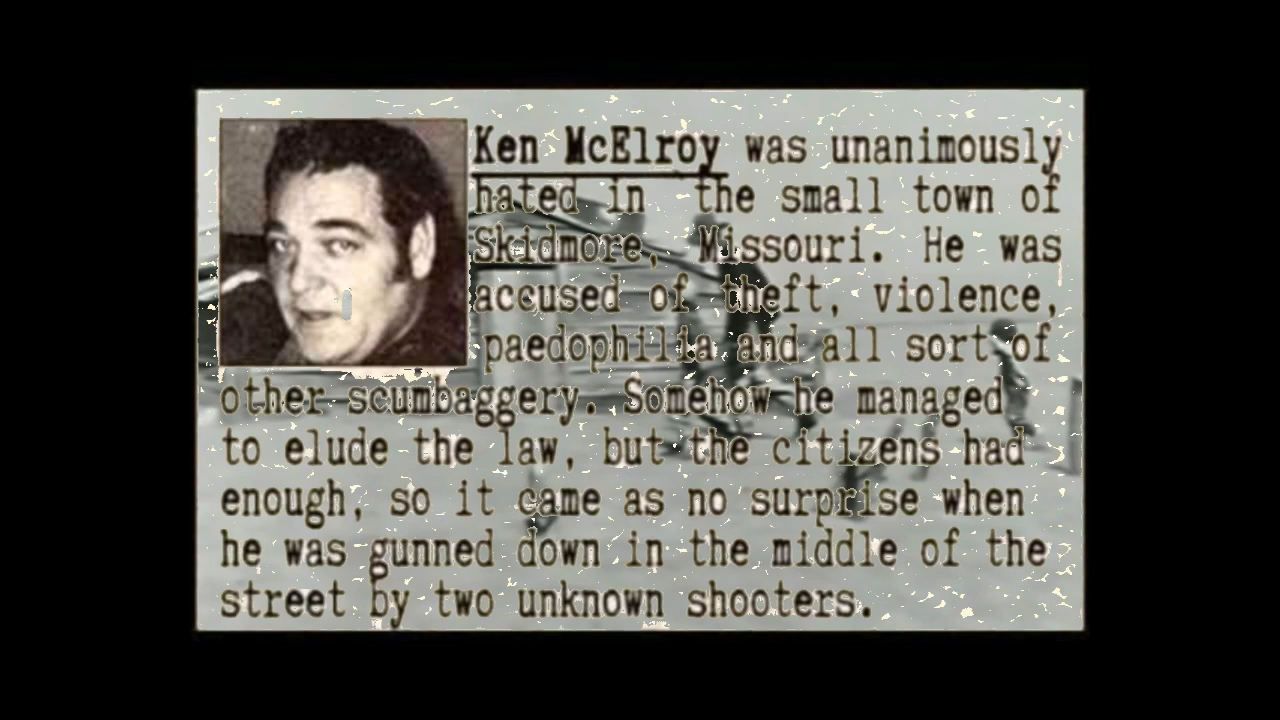 Ken McElroy was unanimously
hated in the small town of
Skidmore, Missouri. He was
accused of theft, violence,
paedophilia and all sort of
other scumbaggery. Somehow he managed
to elude the law, but the citizens had
enough, so it came as no surprise when
he was gunned down in the middle of the
street by two unknown shooters.